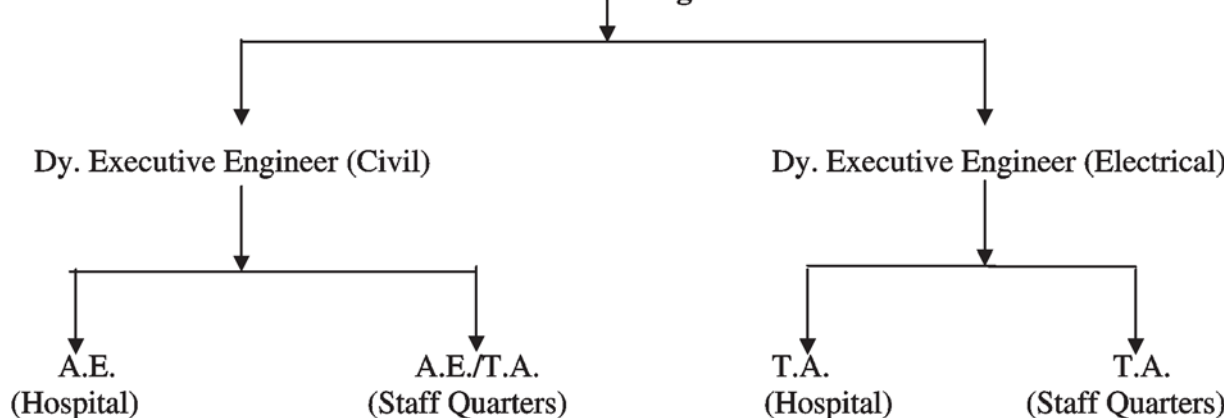 Dy. Executive Engineer (Civil) Dy. Executive Engineer (Electrical)
A.E. A.E./T.A. T.A. T.A.
(Hospital) (Staff Quarters) (Hospital) (Staff Quarters)